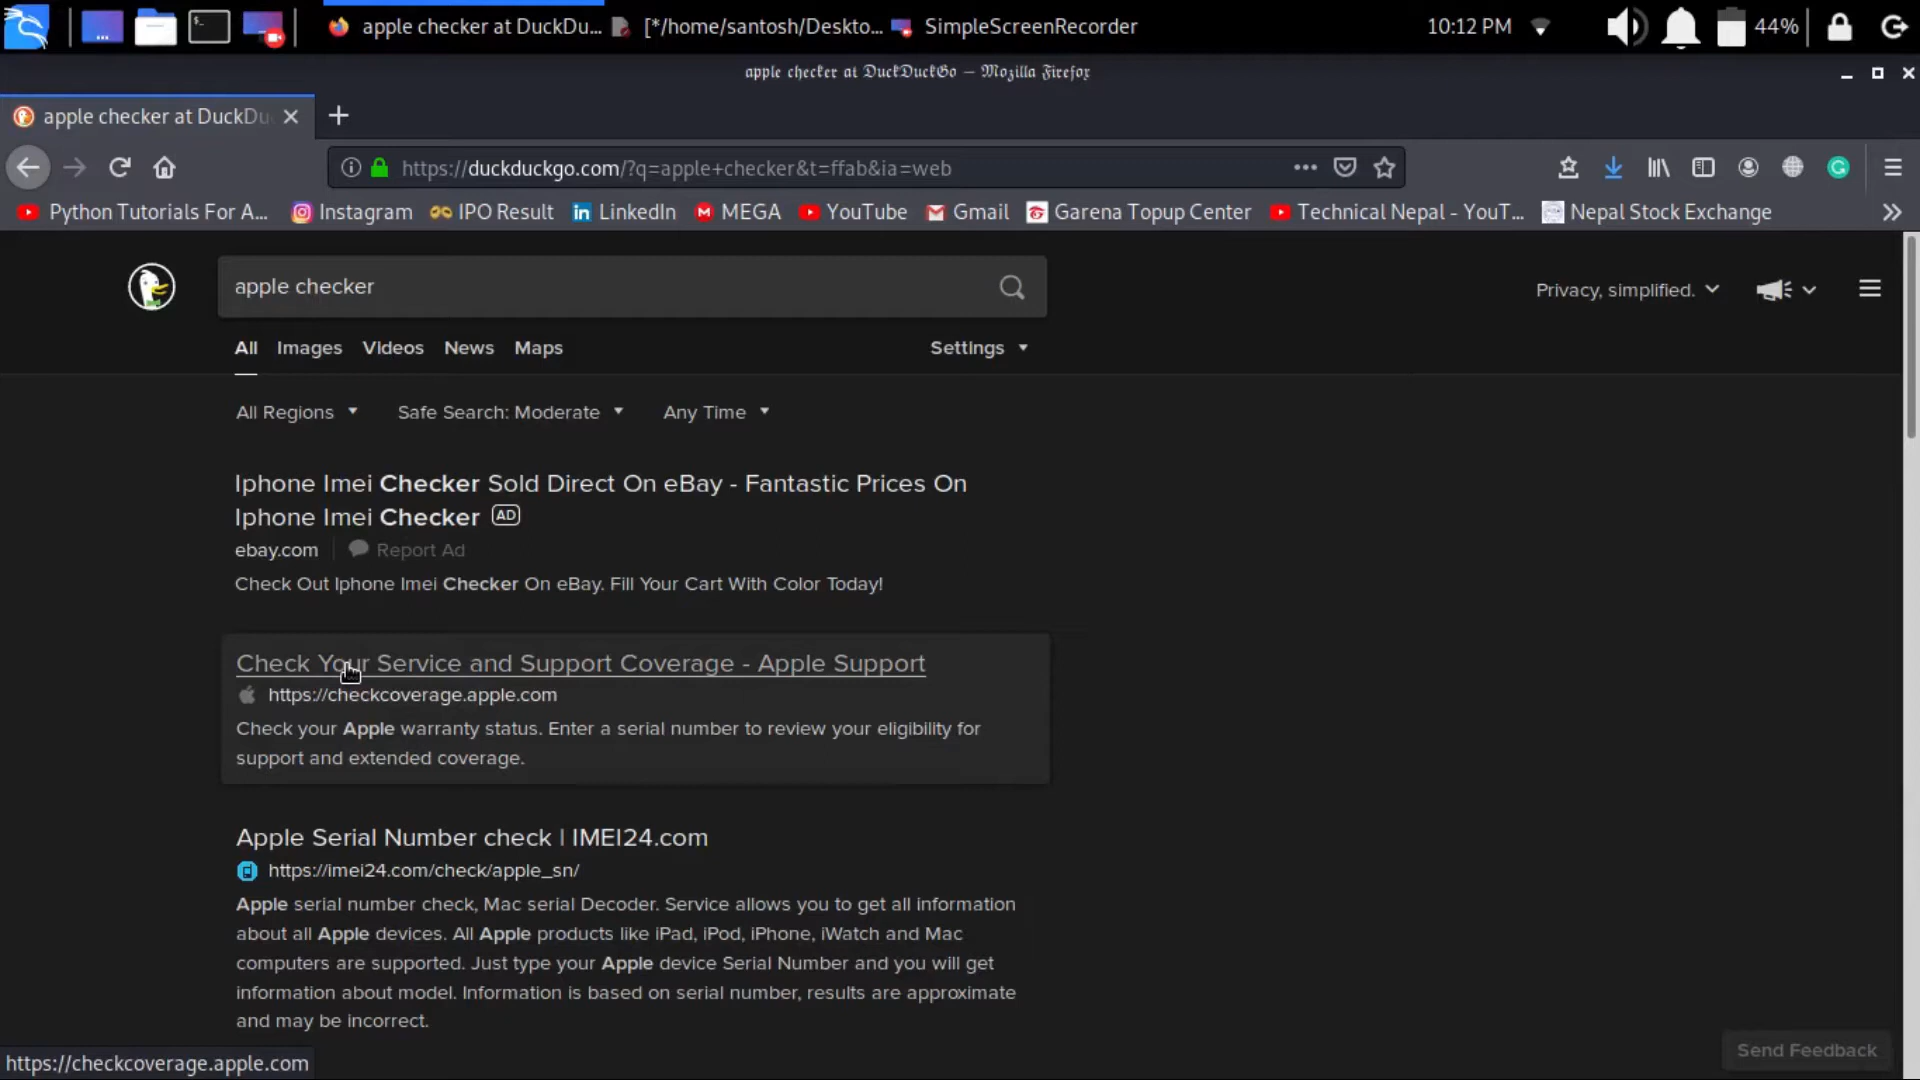 apple checker at DuckDu...
[*/home/santosh/Deskto...
SimpleScreenRecorder
10:12 PM
44%
apple checker at DuckDuckGo — Mozilla Firefox
apple checker at DuckDu
https://duckduckgo.com/?q=apple+checker&t=ffab&ia=web
Python Tutorials For A...
Instagram
IPO Result
LinkedIn
MEGA
YouTube
Gmail
Garena Topup Center
Technical Nepal - YouT...
Nepal Stock Exchange
apple checker
Privacy, simplified.
All Images Videos News Maps
Settings
All Regions
Safe Search: Moderate
Any Time
Iphone Imei Checker Sold Direct On eBay - Fantastic Prices On
Iphone Imei Checker AD
ebay.com
Report Ad
Check Out Iphone Imei Checker On eBay. Fill Your Cart With Color Today!
Check Your Service and Support Coverage - Apple Support
https://checkcoverage.apple.com
Check your Apple warranty status. Enter a serial number to review your eligibility for
support and extended coverage.
Apple Serial Number check | IMEI24.com
https://imei24.com/check/apple_sn/
Apple serial number check, Mac serial Decoder. Service allows you to get all information
about all Apple devices. All Apple products like iPad, iPod, iPhone, iWatch and Mac
computers are supported. Just type your Apple device Serial Number and you will get
information about model. Information is based on serial number, results are approximate
and may be incorrect.
Send Feedback
https://checkcoverage.apple.com